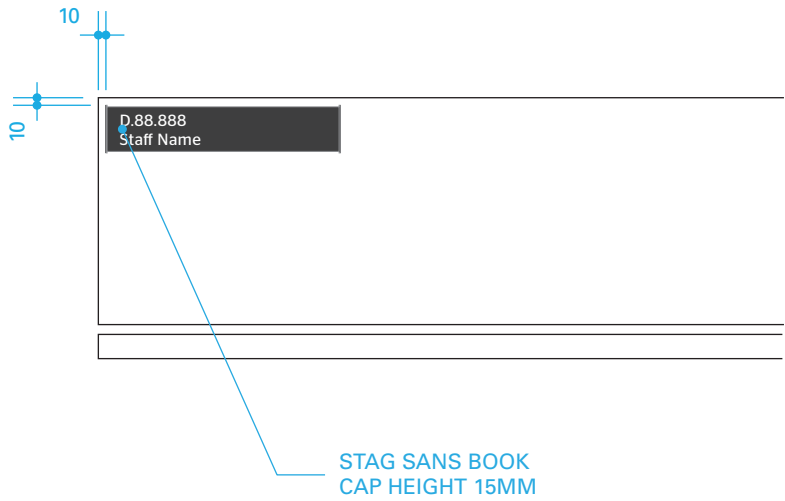 10
10
D.88.888
Staff Name
STAG SANS BOOK
CAP HEIGHT 15MM